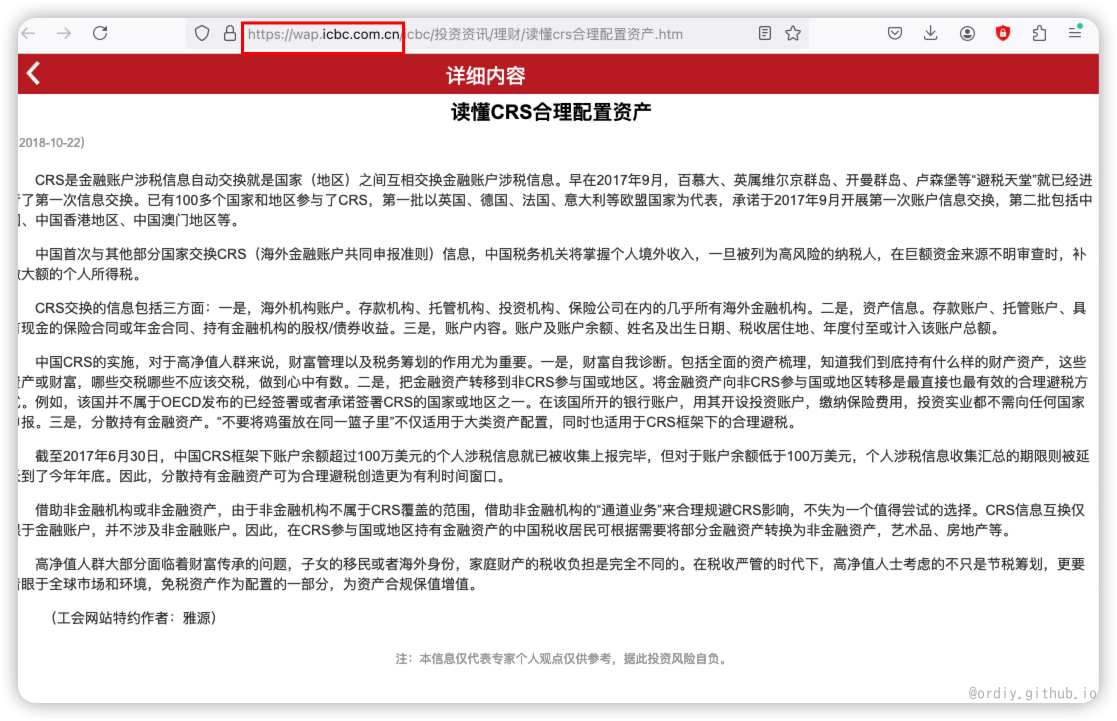 https://wap.icbc.com.cn/icbc/投资资讯/理财/读懂crs合理配置资产.htm
详细内容
读懂CRS合理配置资产
2018-10-22)
CRS是金融账户涉税信息自动交换就是国家（地区）之间互相交换金融账户涉税信息。早在2017年9月，百慕大、英属维尔京群岛、开曼群岛、卢森堡等“避税天堂”就已经进
了第一次信息交换。已有100多个国家和地区参与了CRS，第一批以英国、德国、法国、意大利等欧盟国家为代表，承诺于2017年9月开展第一次账户信息交换，第二批包括中
、中国香港地区、中国澳门地区等。
中国首次与其他部分国家交换CRS（海外金融账户共同申报准则）信息，中国税务机关将掌握个人境外收入，一旦被列为高风险的纳税人，在巨额资金来源不明审查时，补
大额的个人所得税。
CRS交换的信息包括三方面：一是，海外机构账户。存款机构、托管机构、投资机构、保险公司在内的几乎所有海外金融机构。二是，资产信息。存款账户、托管账户、具
现金的保险合同或年金合同、持有金融机构的股权/债券收益。三是，账户内容。账户及账户余额、姓名及出生日期、税收居住地、年度付至或计入该账户总额。
中国CRS的实施，对于高净值人群来说，财富管理以及税务筹划的作用尤为重要。一是，财富自我诊断。包括全面的资产梳理，知道我们到底持有什么样的财产资产，这些
产或财富，哪些交税哪些不应该交税，做到心中有数。二是，把金融资产转移到非CRS参与国或地区。将金融资产向非CRS参与国或地区转移是最直接也最有效的合理避税方
。例如，该国并不属于OECD发布的已经签署或者承诺签署CRS的国家或地区之一。在该国所开的银行账户，用其开设投资账户，缴纳保险费用，投资实业都不需向任何国家
报。三是，分散持有金融资产。“不要将鸡蛋放在同一篮子里”不仅适用于大类资产配置，同时也适用于CRS框架下的合理避税。
截至2017年6月30日，中国CRS框架下账户余额超过100万美元的个人涉税信息就已被收集上报完毕，但对于账户余额低于100万美元，个人涉税信息收集汇总的期限则被延
到了今年年底。因此，分散持有金融资产可为合理避税创造更为有利时间窗口。
借助非金融机构或非金融资产，由于非金融机构不属于CRS覆盖的范围，借助非金融机构的“通道业务”来合理规避CRS影响，不失为一个值得尝试的选择。CRS信息互换仅
于金融账户，并不涉及非金融账户。因此，在CRS参与国或地区持有金融资产的中国税收居民可根据需要将部分金融资产转换为非金融资产，艺术品、房地产等。
高净值人群大部分面临着财富传承的问题，子女的移民或者海外身份，家庭财产的税收负担是完全不同的。在税收严管的时代下，高净值人士考虑的不只是节税筹划，更要
眼于全球市场和环境，免税资产作为配置的一部分，为资产合规保值增值。
（工会网站特约作者：雅源）
注：本信息仅代表专家个人观点仅供参考，据此投资风险自负。
@ordiy.github.io